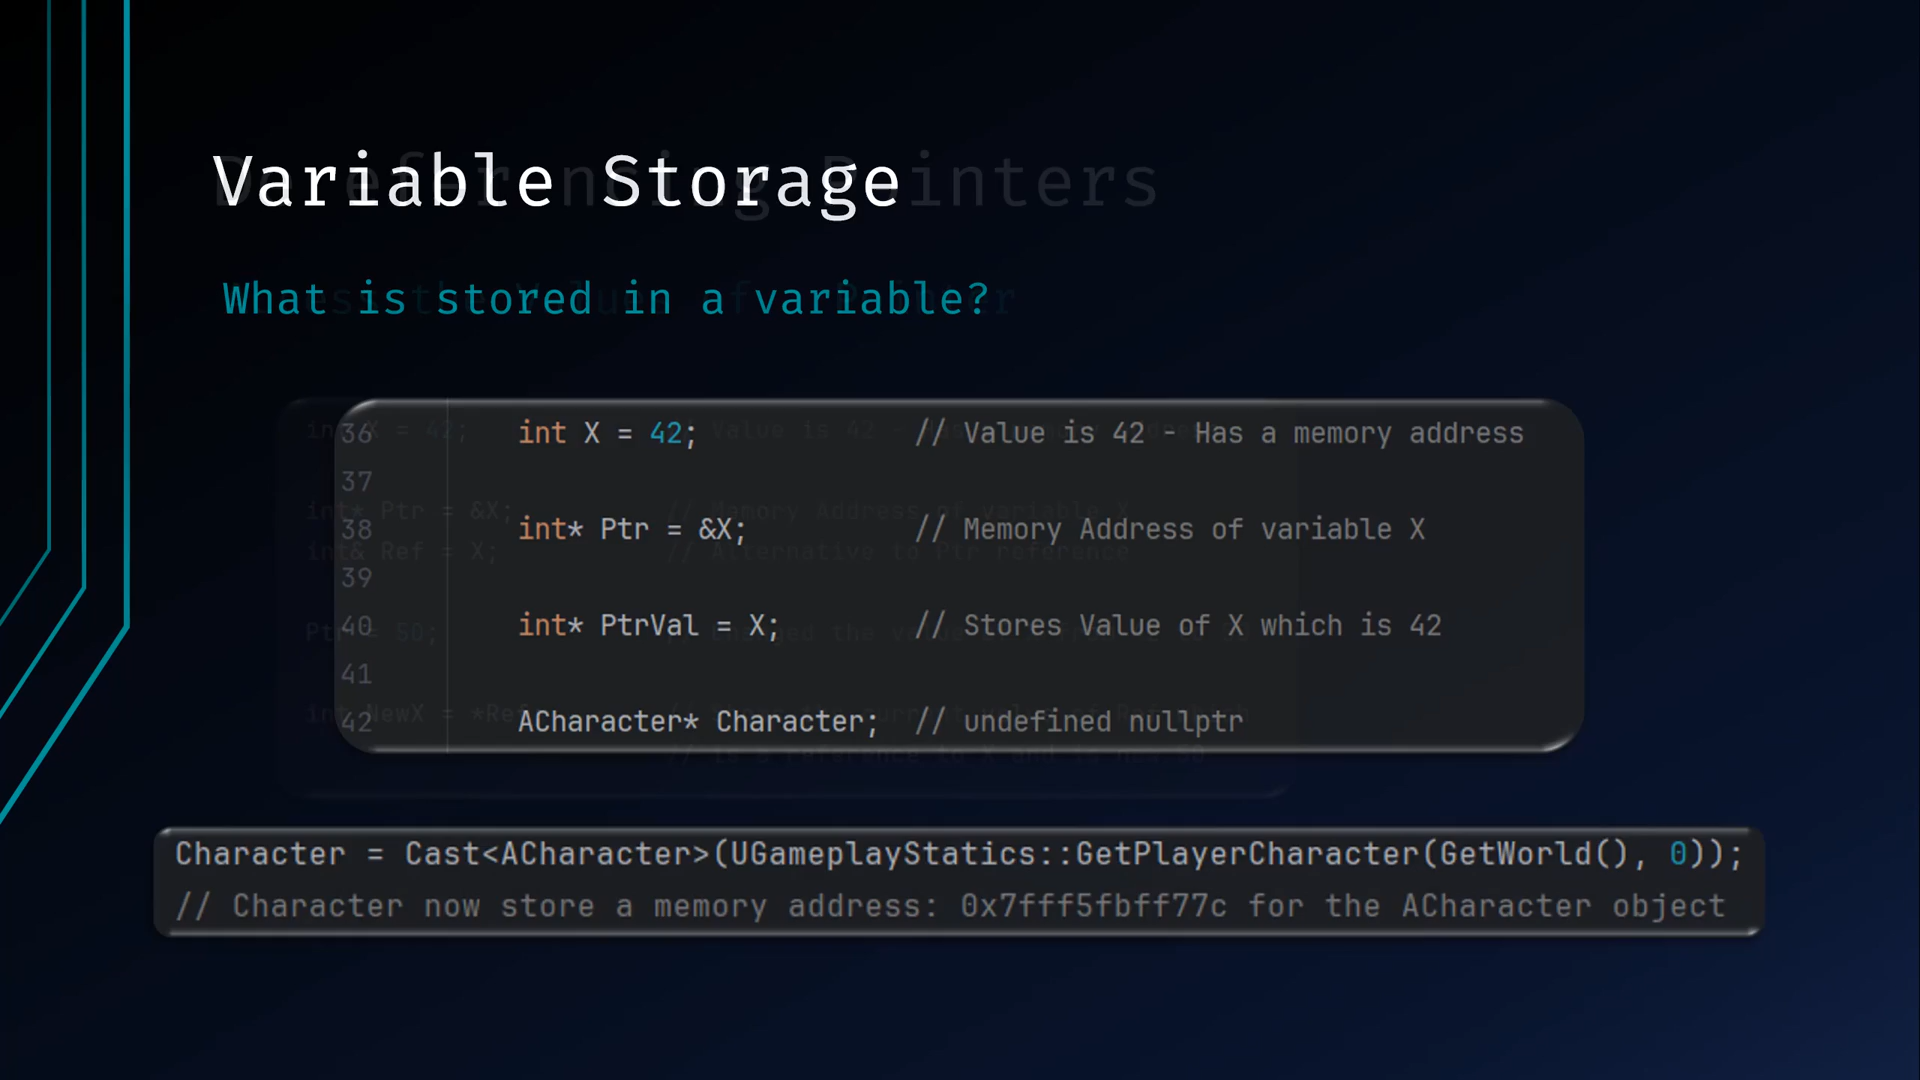 Variable Storage
What is stored in a variable?
36 int X = 42; // Value is 42 - Has a memory address
37
38 int* Ptr = &X; // Memory Address of variable X
39
40 int* PtrVal = X; // Stores Value of X which is 42
41
42 ACharacter* Character; // undefined nullptr
Character = Cast<ACharacter>(UGameplayStatics::GetPlayerCharacter(GetWorld(), 0));
// Character now store a memory address: 0x7fff5fbff77c for the ACharacter object